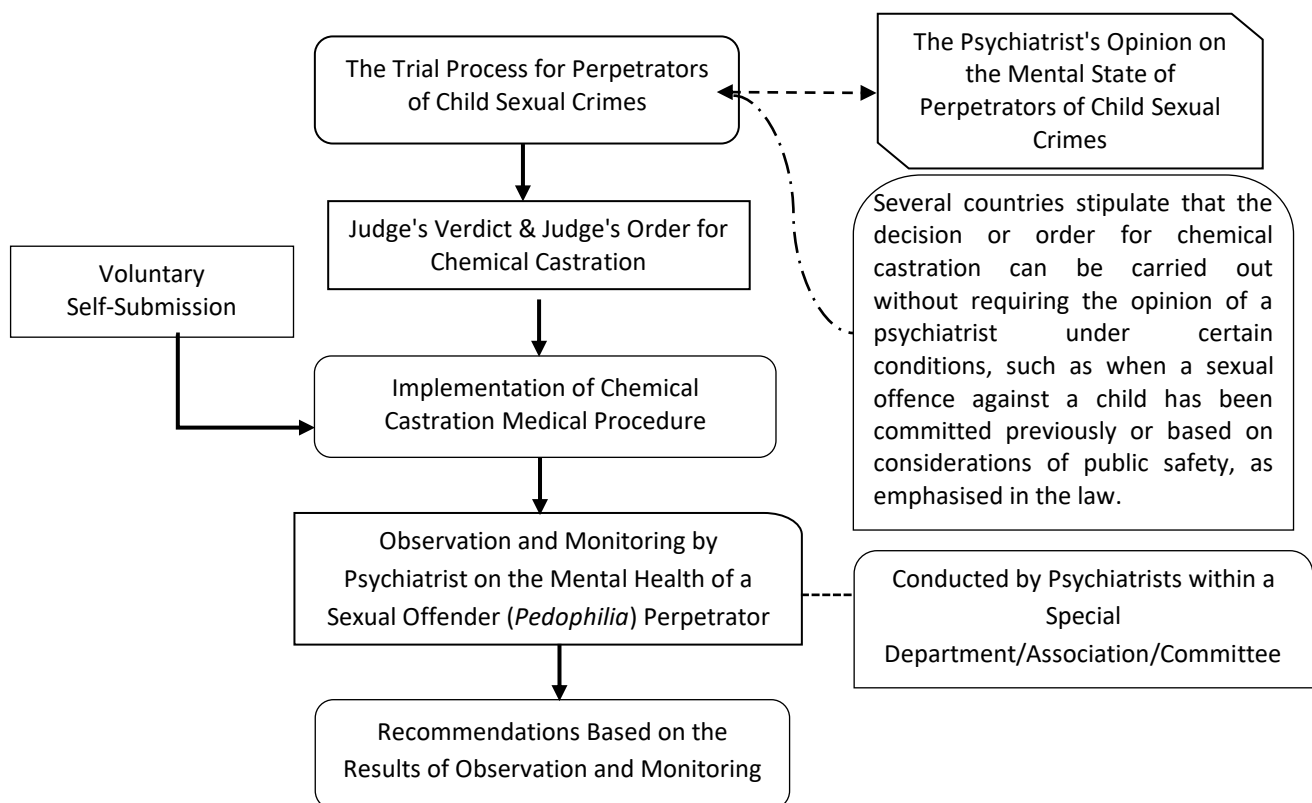 The Trial Process for Perpetrators
of Child Sexual Crimes
The Psychiatrist's Opinion on
the Mental State of
Perpetrators of Child Sexual
Crimes
Judge's Verdict & Judge's Order for
Chemical Castration
Voluntary
Self-Submission
Several countries stipulate that the
decision or order for chemical
castration can be carried out
without requiring the opinion of a
psychiatrist under certain
conditions, such as when a sexual
offence against a child has been
committed previously or based on
considerations of public safety, as
emphasised in the law.
Implementation of Chemical
Castration Medical Procedure
Observation and Monitoring by
Psychiatrist on the Mental Health of a
Sexual Offender (Pedophilia) Perpetrator
Conducted by Psychiatrists within a
Special
Department/Association/Committee
Recommendations Based on the
Results of Observation and Monitoring